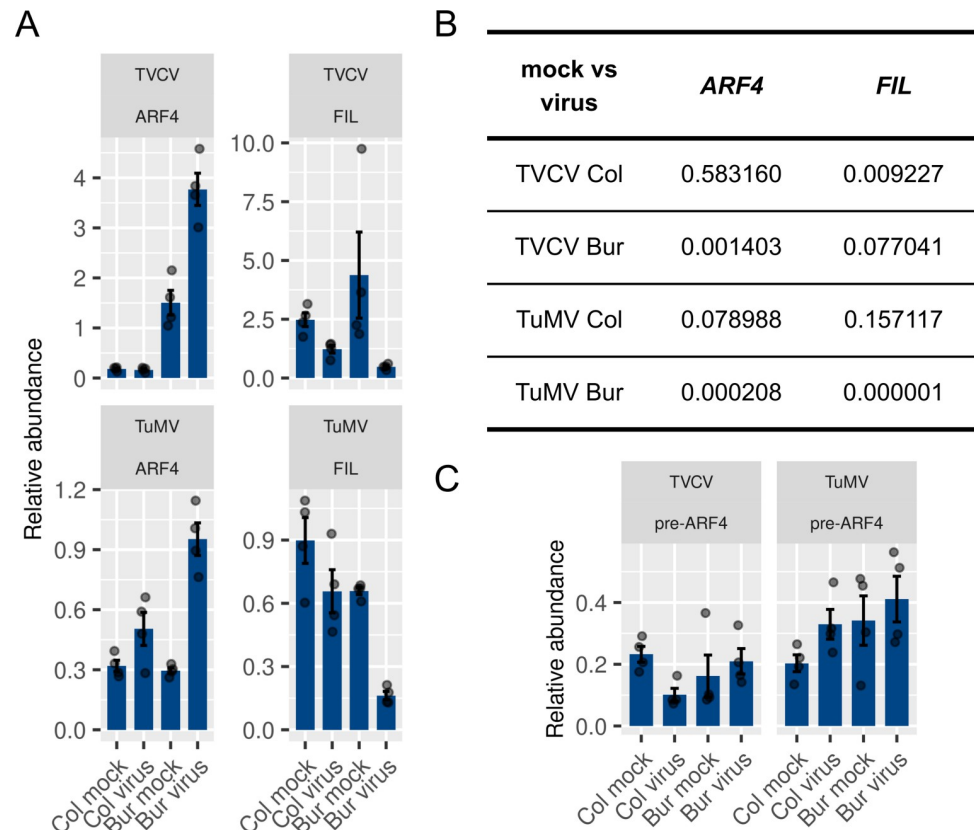 A
TVCV
ARF4
TVCV
FIL
4
3
2
1
0
10.0
7.5
5.0
2.5
0.0
TuMV
ARF4
TuMV
FIL
1.2
0.9
0.6
0.3
0.0
0.9
0.6
0.3
0.0
Relative abundance
Col mock
Col virus
Bur mock
Bur virus
Col mock
Col virus
Bur mock
Bur virus
B
mock vs virus ARF4 FIL
TVCV Col 0.583160 0.009227
TVCV Bur 0.001403 0.077041
TuMV Col 0.078988 0.157117
TuMV Bur 0.000208 0.000001
C
TVCV
pre-ARF4
TuMV
pre-ARF4
0.4
0.2
0.0
Relative abundance
Col mock
Col virus
Bur mock
Bur virus
Col mock
Col virus
Bur mock
Bur virus